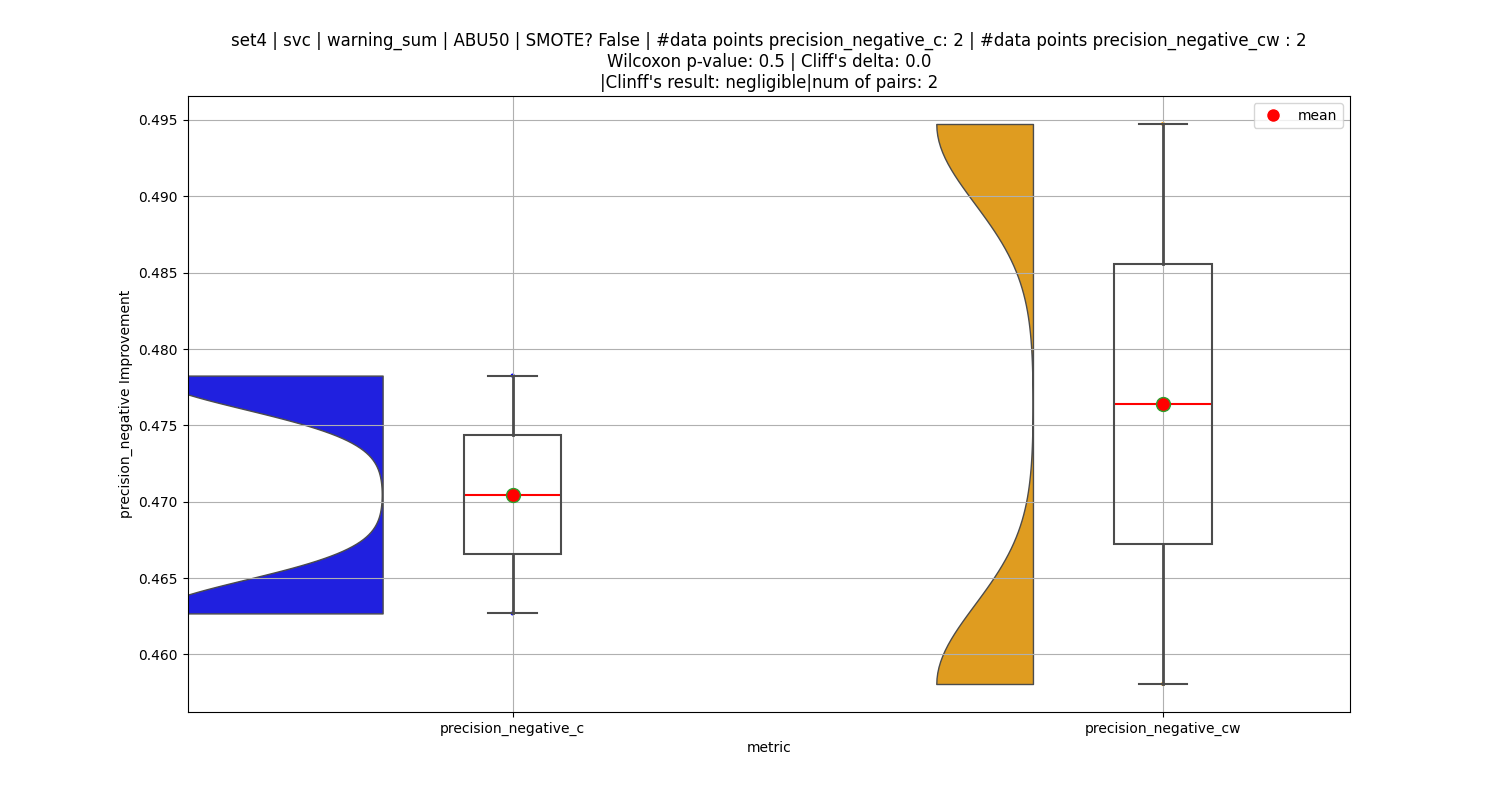 set4 | svc | warning_sum | ABU50 | SMOTE? False | #data points precision_negative_c: 2 | #data points precision_negative_cw : 2
Wilcoxon p-value: 0.5 | Cliff's delta: 0.0
|Clinff's result: negligible|num of pairs: 2
mean
0.495
0.490
0.485
0.480
0.475
0.470
0.465
0.460
precision_negative Improvement
precision_negative_c
precision_negative_cw
metric